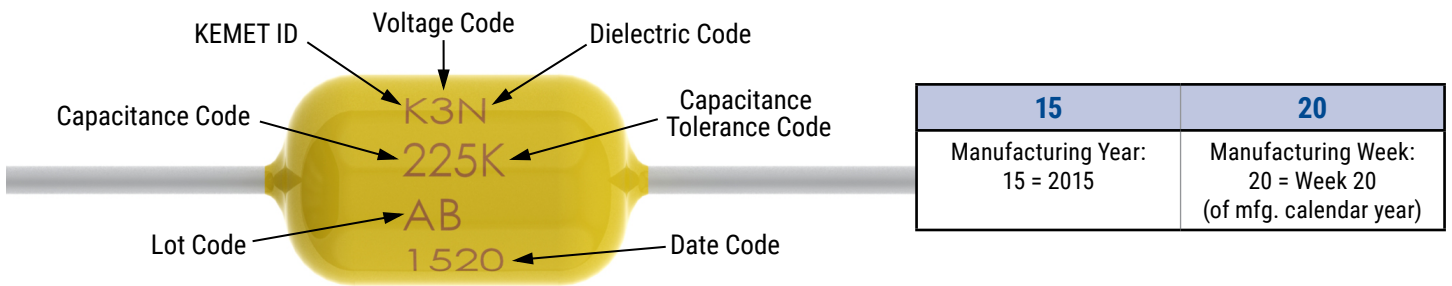 KEMET ID
Voltage Code
Dielectric Code
Capacitance Code
Capacitance
Tolerance Code
K3N
225K
AB
1520
Lot Code
Date Code
15 20
Manufacturing Year:
15 = 2015
Manufacturing Week:
20 = Week 20
(of mfg. calendar year)